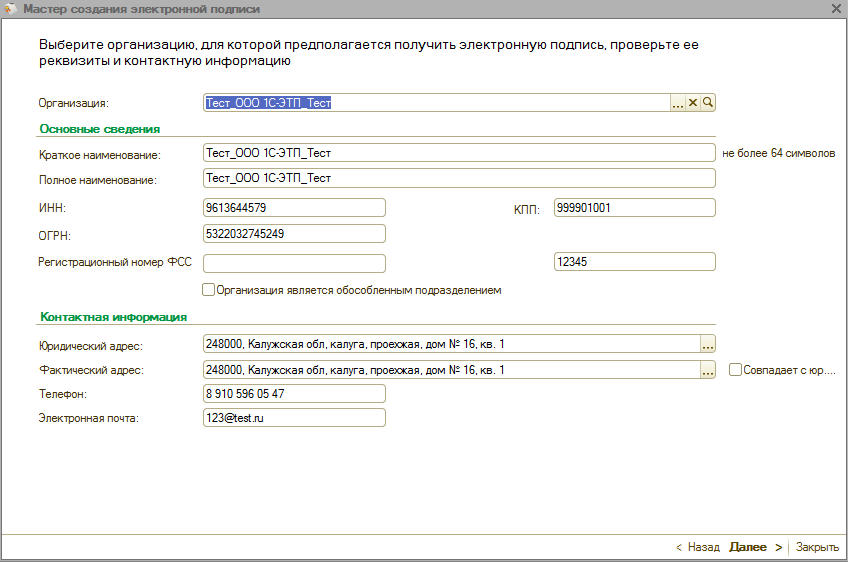 Мастер создания электронной подписи
Выберите организацию, для которой предполагается получить электронную подпись, проверьте ее
реквизиты и контактную информацию
Организация: Тест_ООО 1С-ЭТП_Тест ...
Основные сведения
Краткое наименование: Тест_ООО 1С-ЭТП_Тест не более 64 символов
Полное наименование: Тест_ООО 1С-ЭТП_Тест
ИНН: 9613644579 КПП: 999901001
ОГРН: 5322032745249
Регистрационный номер ФСС 12345
Организация является обособленным подразделением
Контактная информация
Юридический адрес: 248000, Калужская обл, калуга, проехжая, дом № 16, кв. 1 ...
Фактический адрес: 248000, Калужская обл, калуга, проехжая, дом № 16, кв. 1 ... Совпадает с юр....
Телефон: 8 910 596 05 47
Электронная почта: 123@test.ru
< Назад Далее > Закрыть